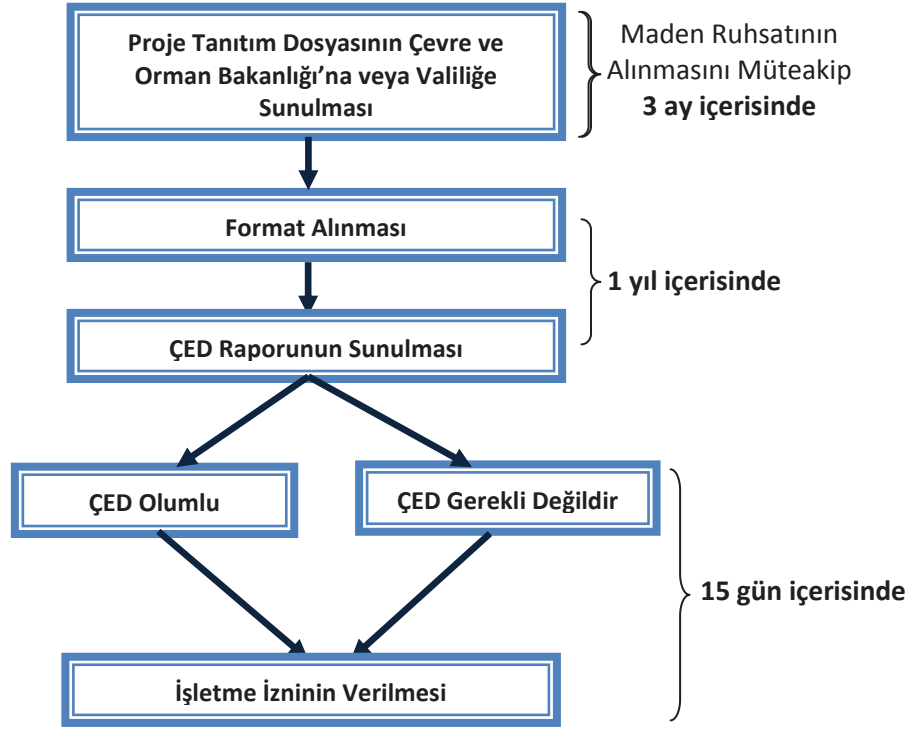 Proje Tanıtım Dosyasının Çevre ve
Orman Bakanlığı’na veya Valiliğe
Sunulması
Maden Ruhsatının
Alınmasını Müteakip
3 ay içerisinde
Format Alınması
1 yıl içerisinde
ÇED Raporunun Sunulması
ÇED Olumlu
ÇED Gerekli Değildir
15 gün içerisinde
İşletme İzninin Verilmesi